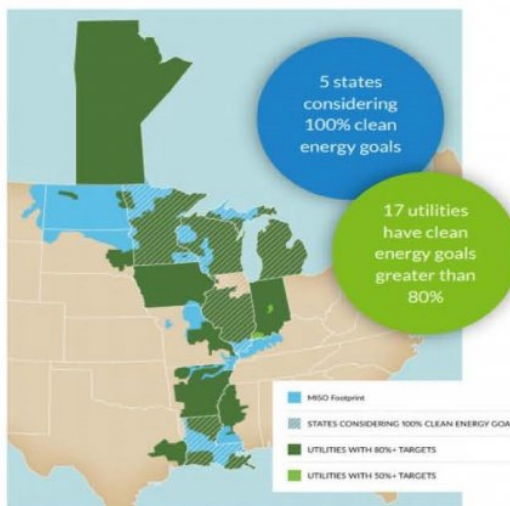 5 states
considering
100% clean
energy goals
17 utilities
have clean
energy goals
greater than
80%
MISO Footprint
STATES CONSIDERING 100% CLEAN ENERGY GOA
UTILITIES WITH 80%+ TARGETS
UTILITIES WITH 50%+ TARGETS